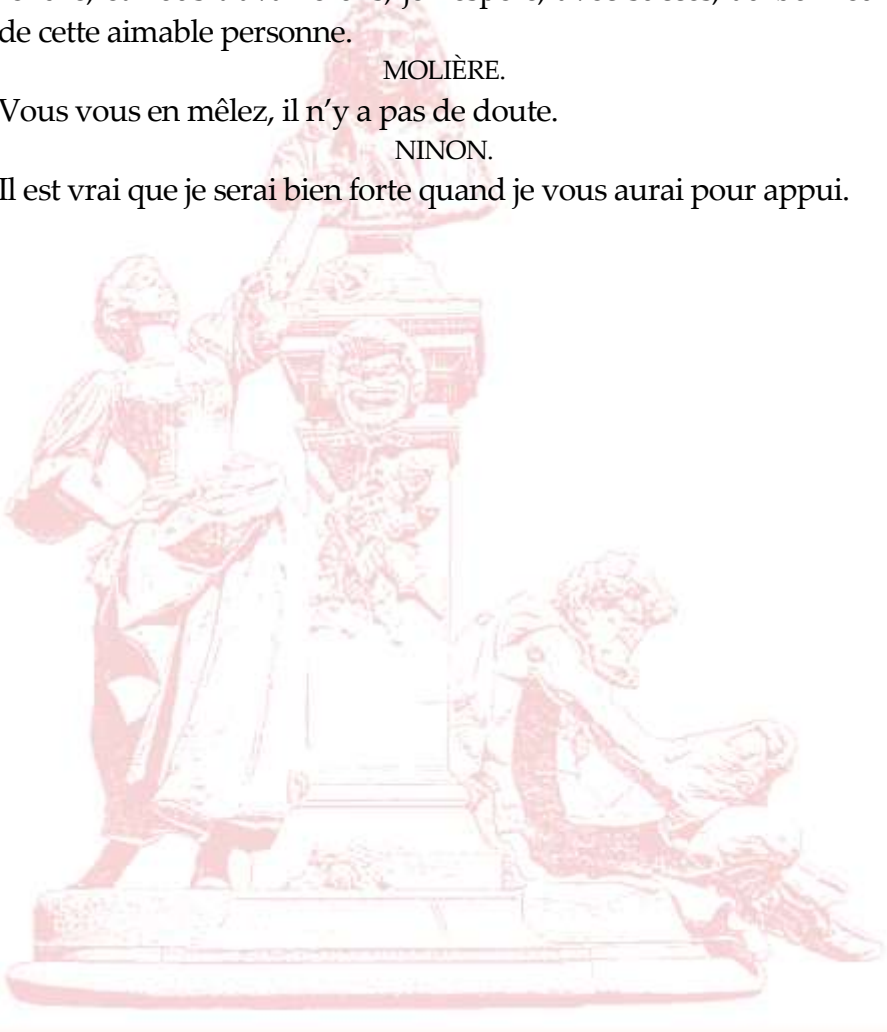 de cette aimable personne.
MOLIÈRE.
Vous vous en mêlez, il n’y a pas de doute.
NINON.
Il est vrai que je serai bien forte quand je vous aurai pour appui.